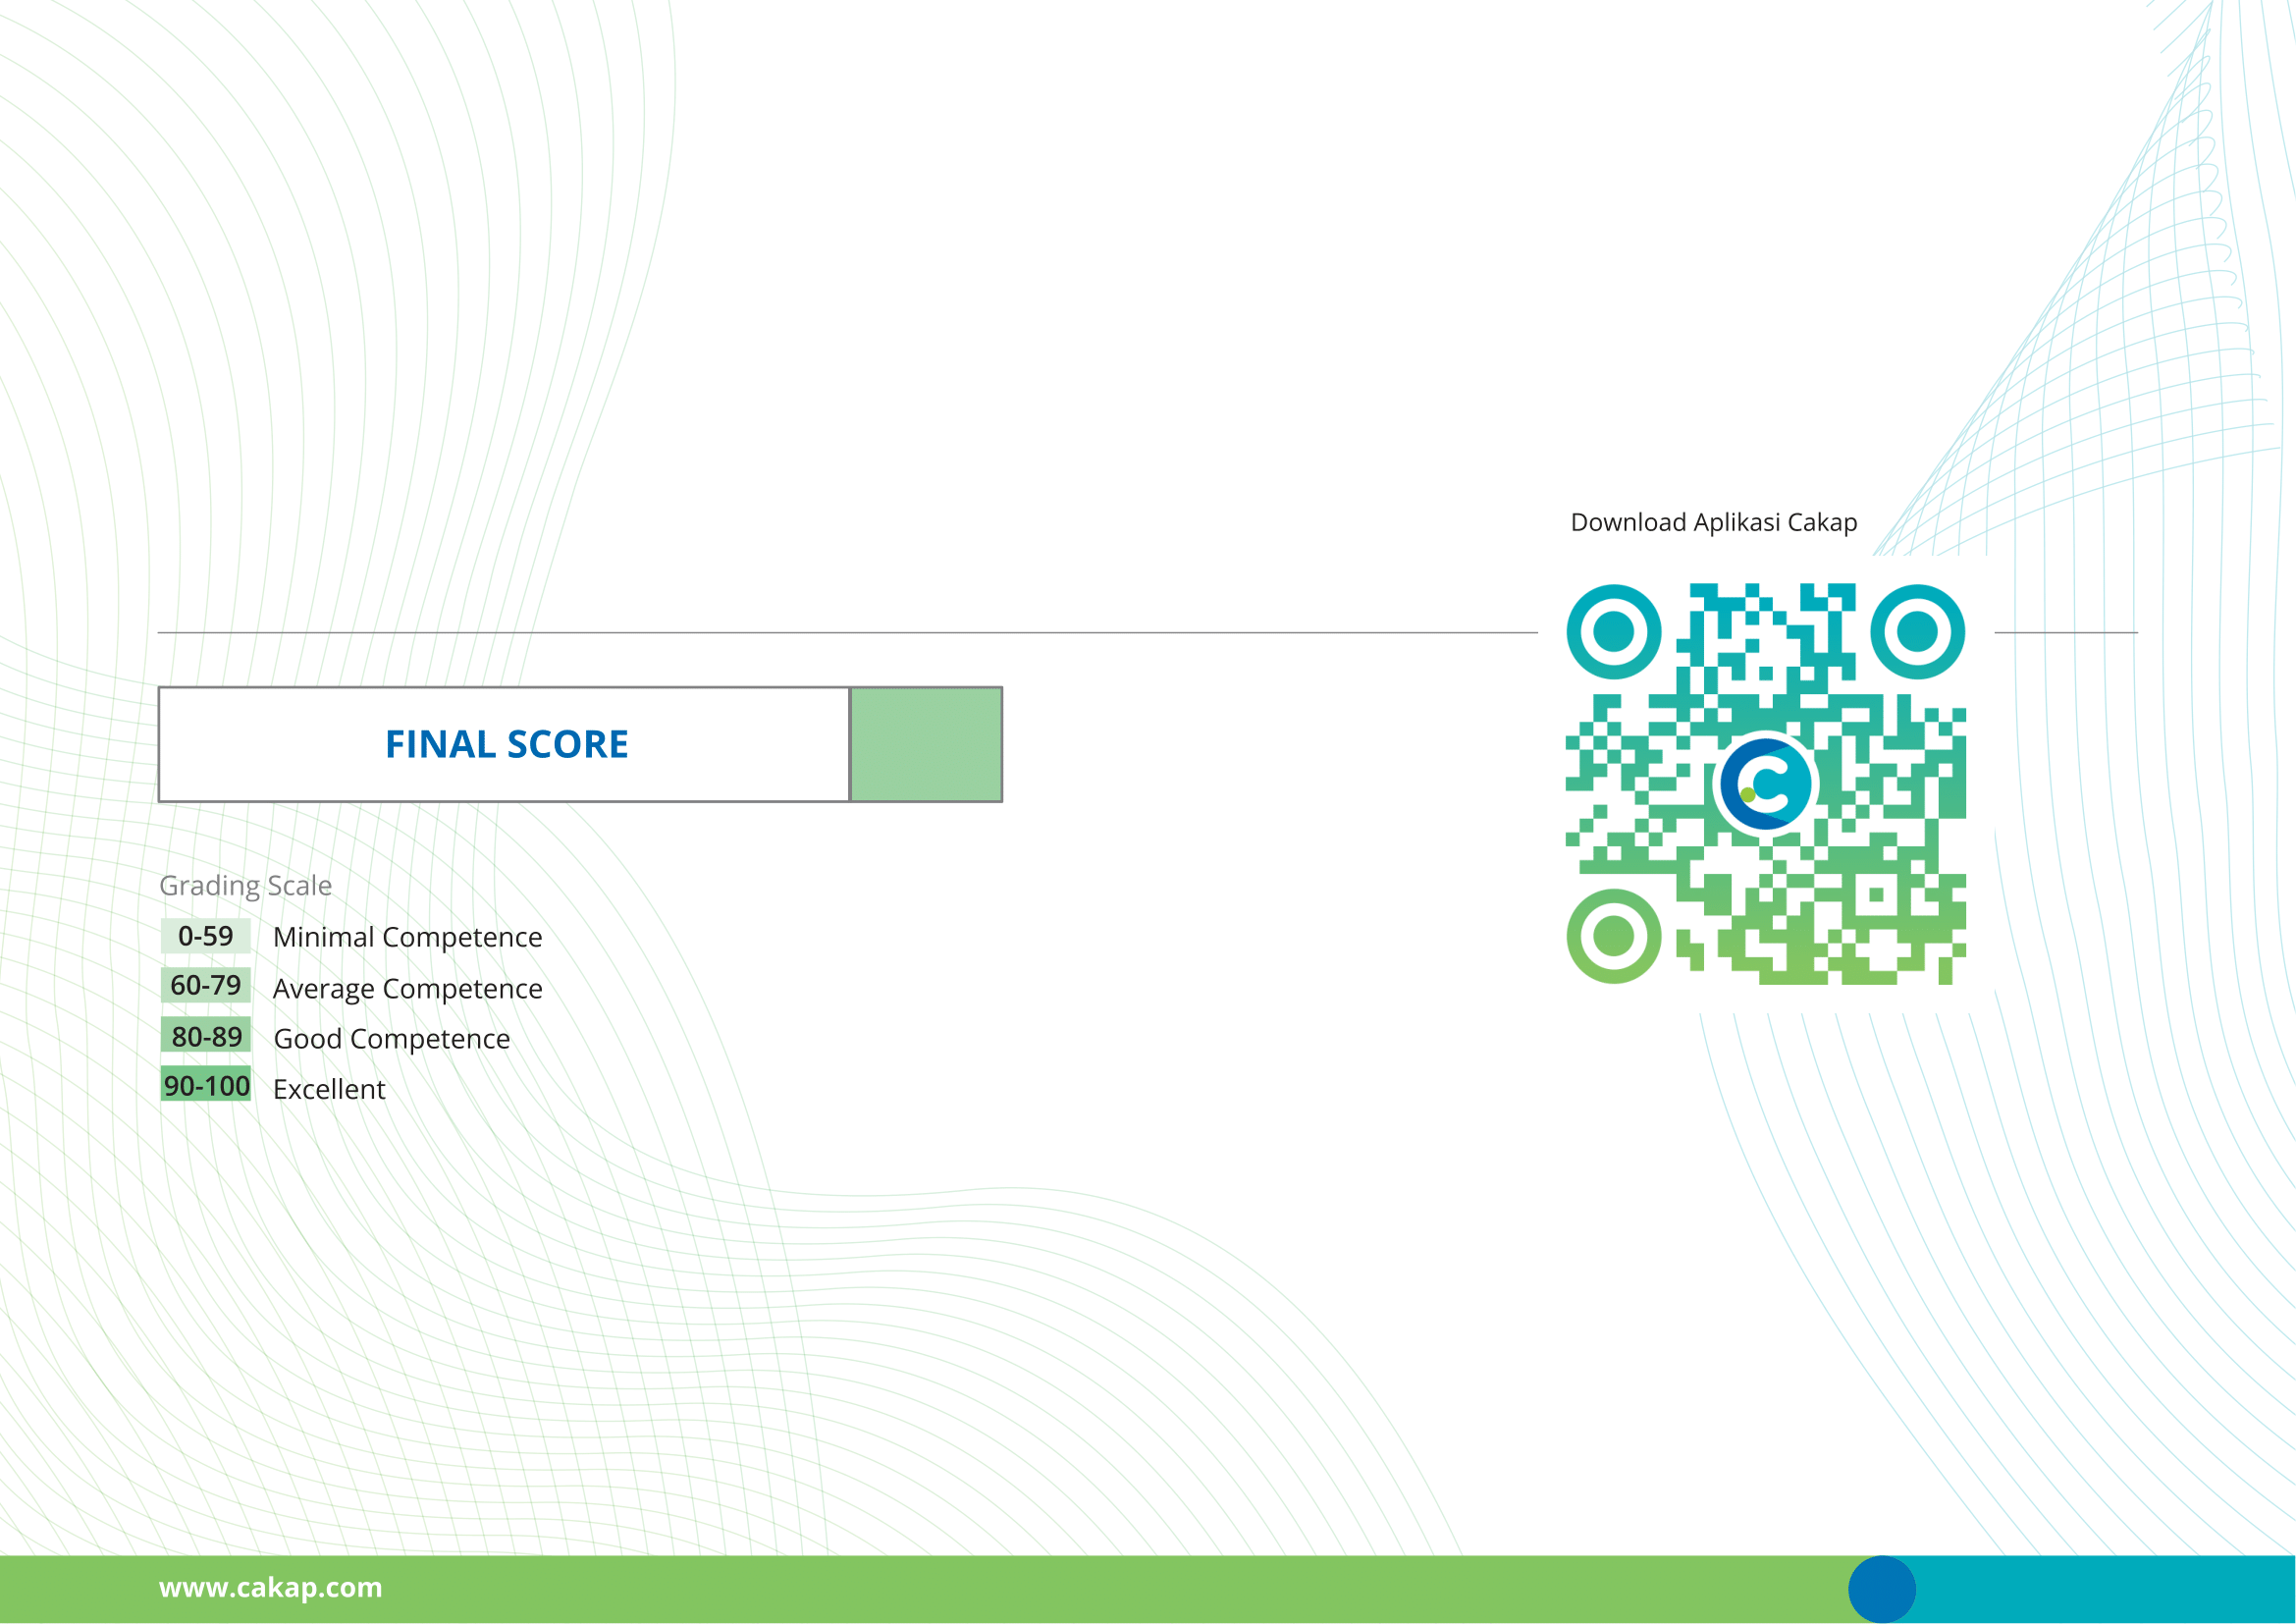 Download Aplikasi Cakap
FINAL SCORE
Grading Scale
0-59 Minimal Competence
60-79 Average Competence
80-89 Good Competence
90-100 Excellent
www.cakap.com